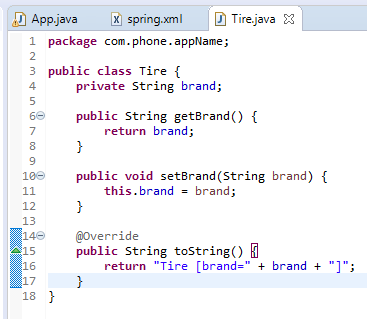 App.java spring.xml Tire.java
1 package com.phone.appName;
2
3 public class Tire {
4     private String brand;
5
6     public String getBrand() {
7         return brand;
8     }
9
10     public void setBrand(String brand) {
11         this.brand = brand;
12     }
13
14     @Override
15     public String toString() {
16         return "Tire [brand=" + brand + "]";
17     }
18 }